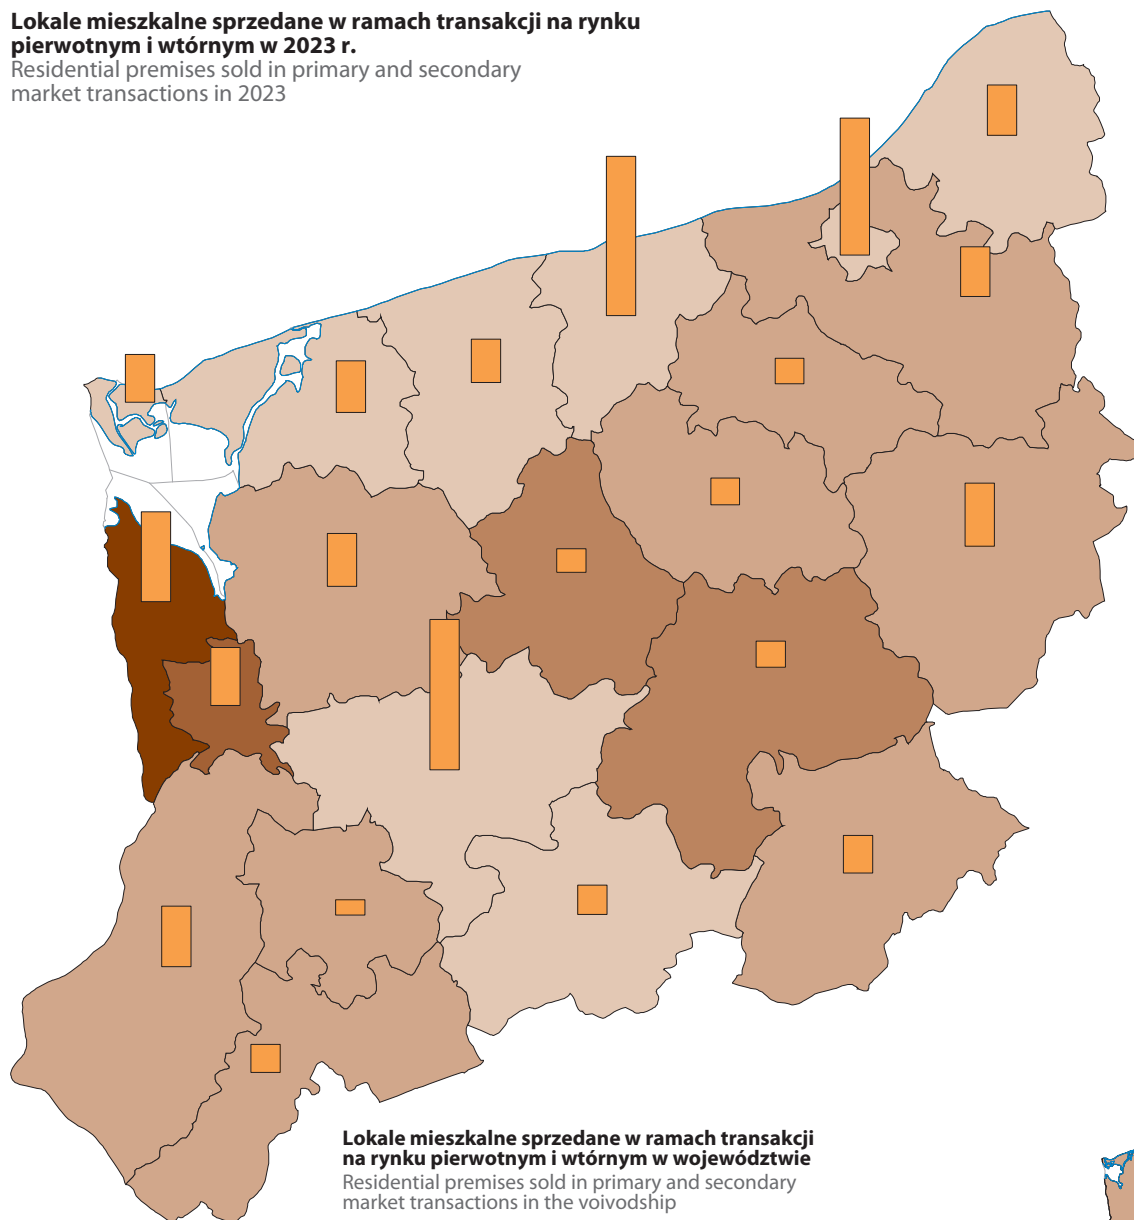 Lokale mieszkalne sprzedane w ramach transakcji na rynku
pierwotnym i wtórnym w 2023 r.
Residential premises sold in primary and secondary
market transactions in 2023
Lokale mieszkalne sprzedane w ramach transakcji
na rynku pierwotnym i wtórnym w województwie
Residential premises sold in primary and secondary
market transactions in the voivodship